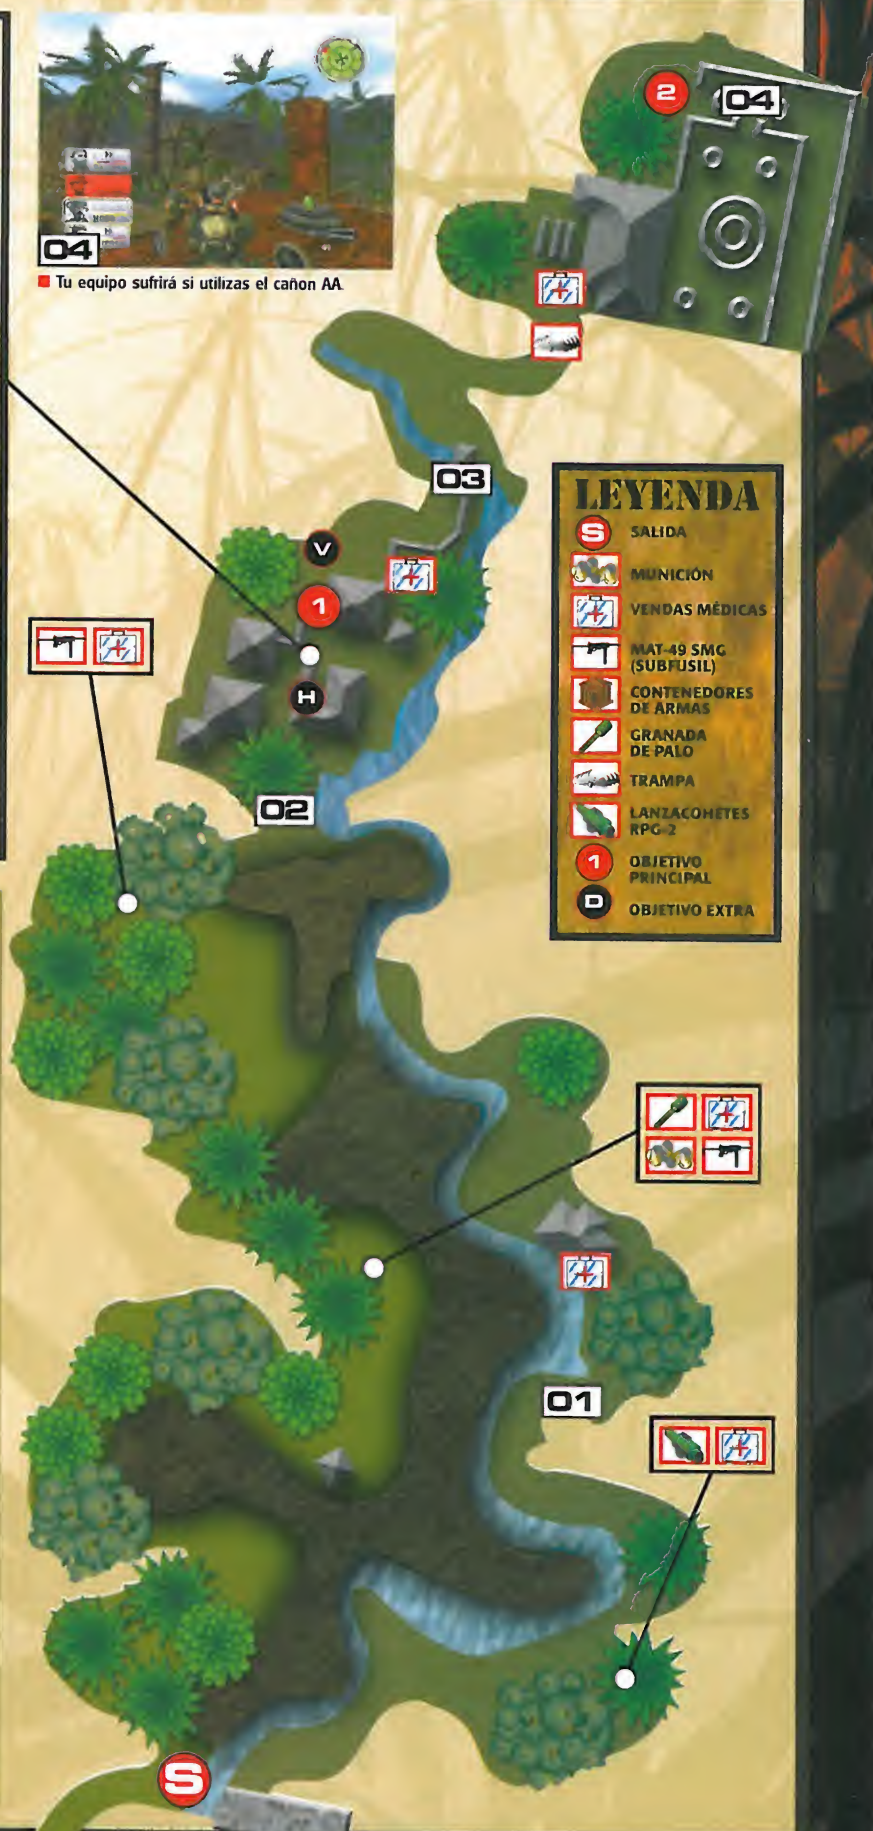 04
Tu equipo sufrirá si utilizas el cañon AA.
2
04
03
V
1
H
02
LEYENDA
S SALIDA
MUNICIÓN
VENDAS MÉDICAS
MAT-49 SMG
(SUBFUSIL)
CONTENEDORES
DE ARMAS
GRANADA
DE PALO
TRAMPA
LANZACOHETES
RPG-2
1 OBJETIVO
PRINCIPAL
D OBJETIVO EXTRA
01
S